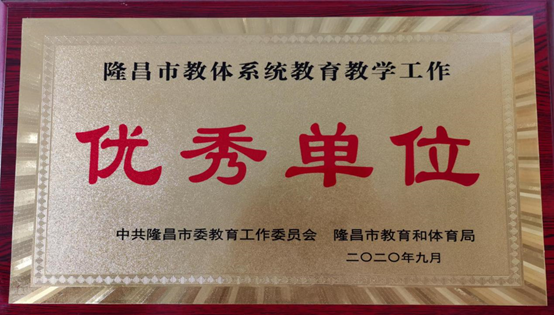 隆昌市教体系统教育教学工作
优秀单位
中共隆昌市委教育工作委员会 隆昌市教育和体育局
二〇二〇年九月